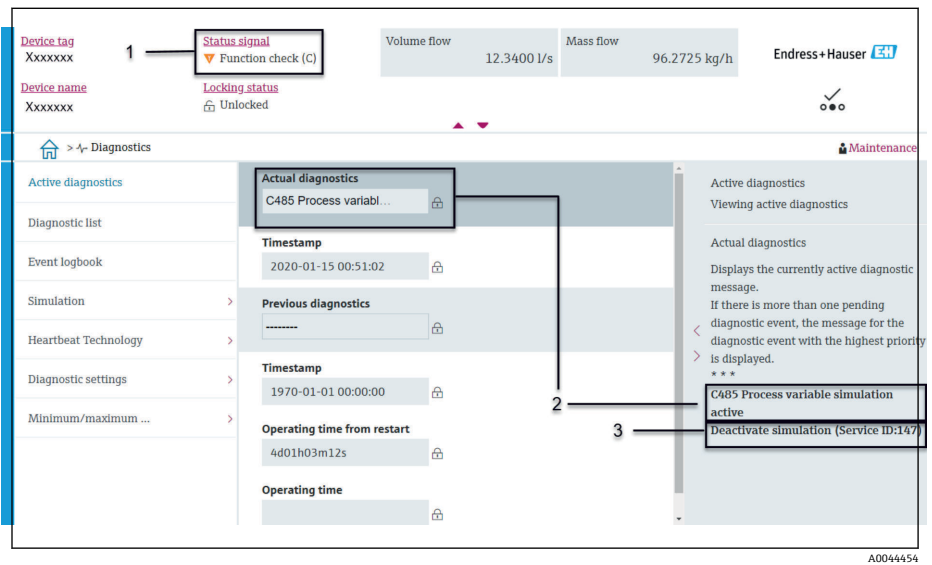 Device tag
Xxxxxxx
1
Status signal
Function check (C)
Volume flow
12.3400 l/s
Mass flow
96.2725 kg/h
Endress+Hauser EH
Device name
Xxxxxxx
Locking status
Unlocked
> Diagnostics
Maintenance
Active diagnostics
Diagnostic list
Event logbook
Simulation >
Heartbeat Technology >
Diagnostic settings >
Minimum/maximum ... >
Actual diagnostics
C485 Process variabl...
Timestamp
2020-01-15 00:51:02
Previous diagnostics
--------
Timestamp
1970-01-01 00:00:00
Operating time from restart
4d01h03m12s
Operating time
2
3
< 
>
Active diagnostics
Viewing active diagnostics
Actual diagnostics
Displays the currently active diagnostic
message.
If there is more than one pending
diagnostic event, the message for the
diagnostic event with the highest priority
is displayed.
* * *
C485 Process variable simulation
active
Deactivate simulation (Service ID:147)
A0044454